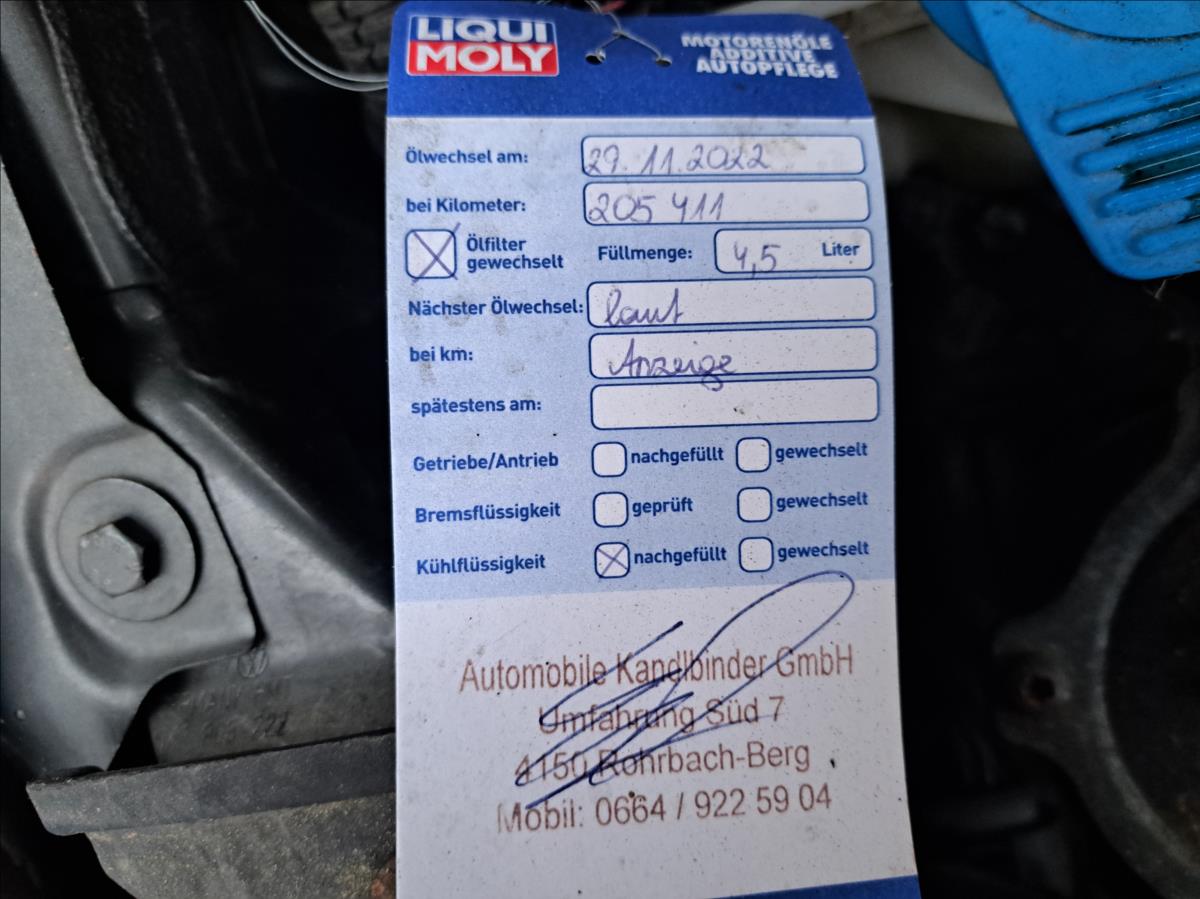 LIQUI
MOLY
MOTORENÖLE
ADDITIVE
AUTOPFLEGE
Ölwechsel am: 29.11.2022
bei Kilometer: 205 411
Ölfilter
gewechselt
Füllmenge: 4,5 Liter
Nächster Ölwechsel: laut
bei km: Anzeige
spätestens am:
Getriebe/Antrieb nachgefüllt gewechselt
Bremsflüssigkeit geprüft gewechselt
Kühlflüssigkeit nachgefüllt gewechselt
Automobile Kandlbinder GmbH
Umfahrung Süd 7
4150 Rohrbach-Berg
Mobil: 0664 / 922 59 04